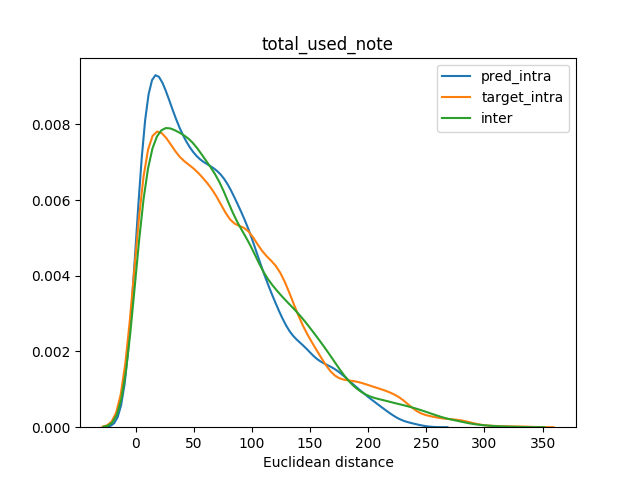 total_used_note
pred_intra
target_intra
inter
0.008
0.006
0.004
0.002
0.000
0 50 100 150 200 250 300 350
Euclidean distance